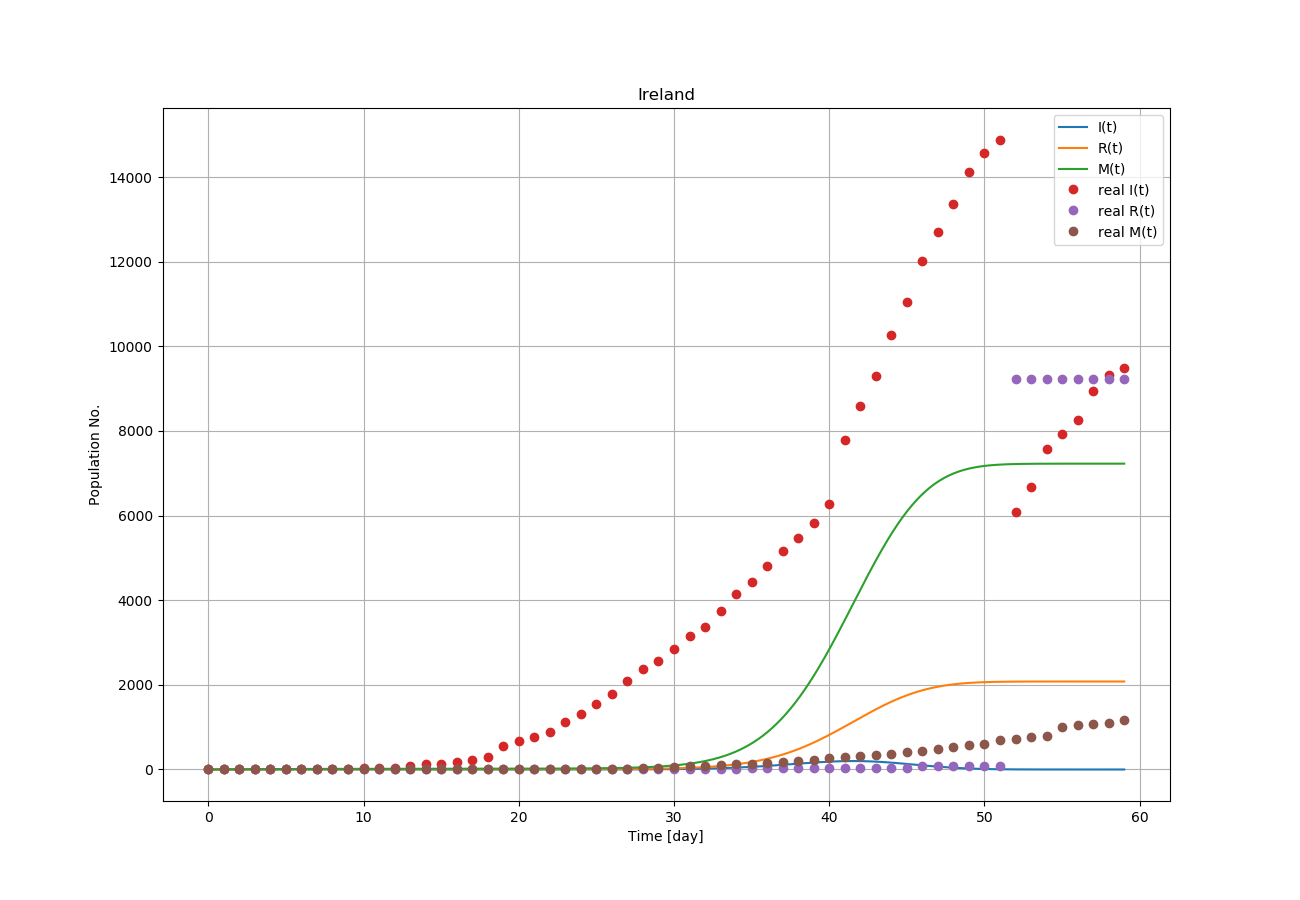 Ireland
14000
12000
10000
8000
6000
4000
2000
0
Population No.
0 10 20 30 40 50 60
Time [day]
I(t)
R(t)
M(t)
real I(t)
real R(t)
real M(t)